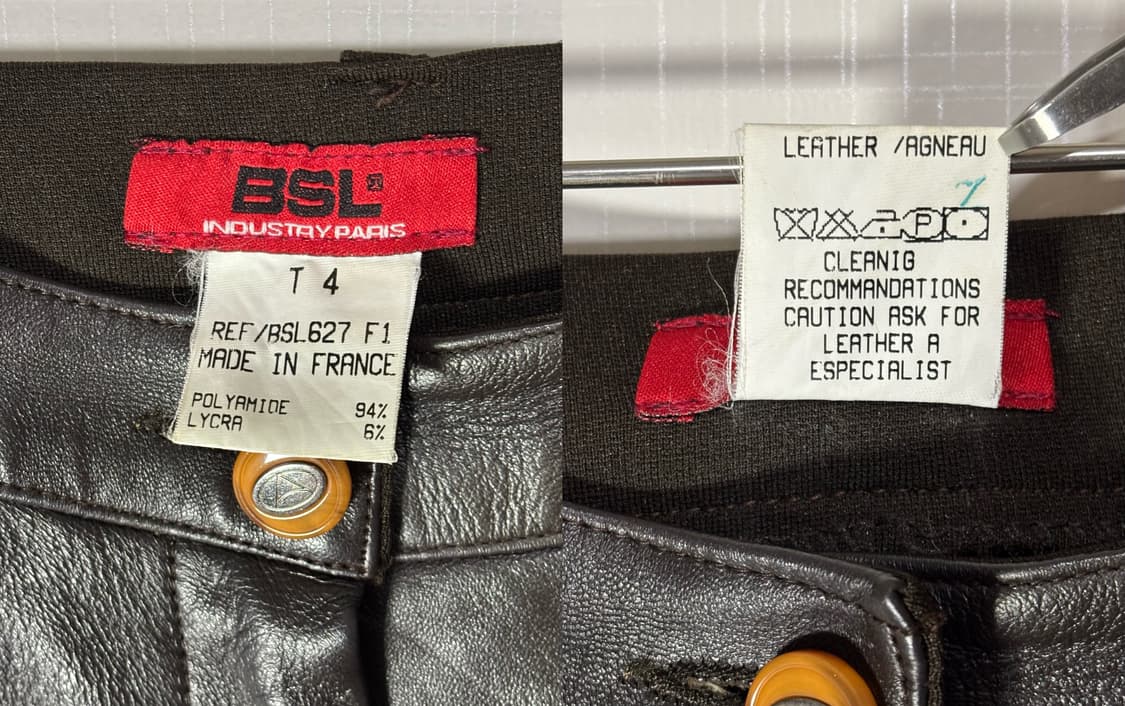 BSL
INDUSTRY.PARIS
T 4
REF/BSL627 F1
MADE IN FRANCE
POLYAMIDE 94%
LYCRA 6%
LEATHER /AGNEAU
P
CLEANIG
RECOMMANDATIONS
CAUTION ASK FOR
LEATHER A
ESPECIALIST